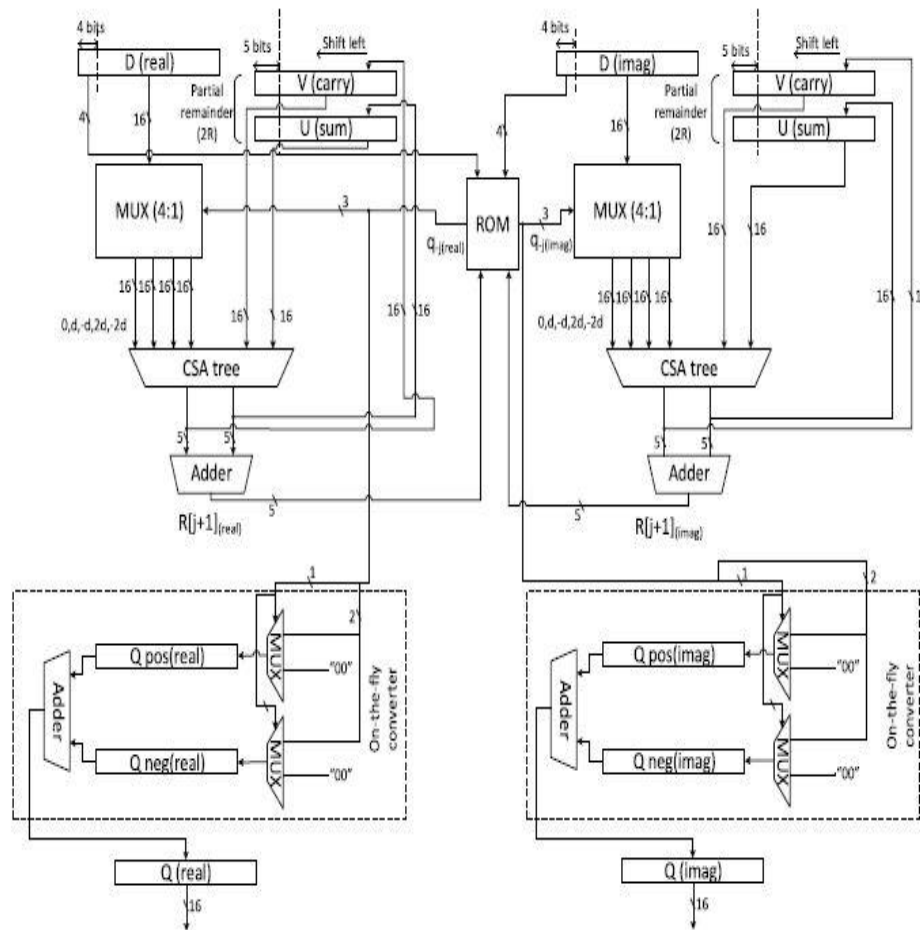 4 bits
D (real)
5 bits
Shift left
V (carry)
Partial
remainder
(2R)
U (sum)
4
16
MUX (4:1)
3
q-j(real)
ROM
16 16 16 16
0,d,-d,2d,-2d
16
16
16
16
CSA tree
5
5
Adder
5
R[j+1](real)
4 bits
D (imag)
5 bits
Shift left
V (carry)
Partial
remainder
(2R)
U (sum)
4
16
3
q-j(imag)
MUX (4:1)
16 16 16 16
0,d,-d,2d,-2d
16
16
16
CSA tree
5
5
Adder
5
R[j+1](imag)
1
2
MUX
"00"
Q pos(real)
Adder
Q neg(real)
MUX
"00"
On-the-fly
converter
Q (real)
16
1
2
MUX
"00"
Q pos(imag)
Adder
Q neg(imag)
MUX
"00"
On-the-fly
converter
Q (imag)
16